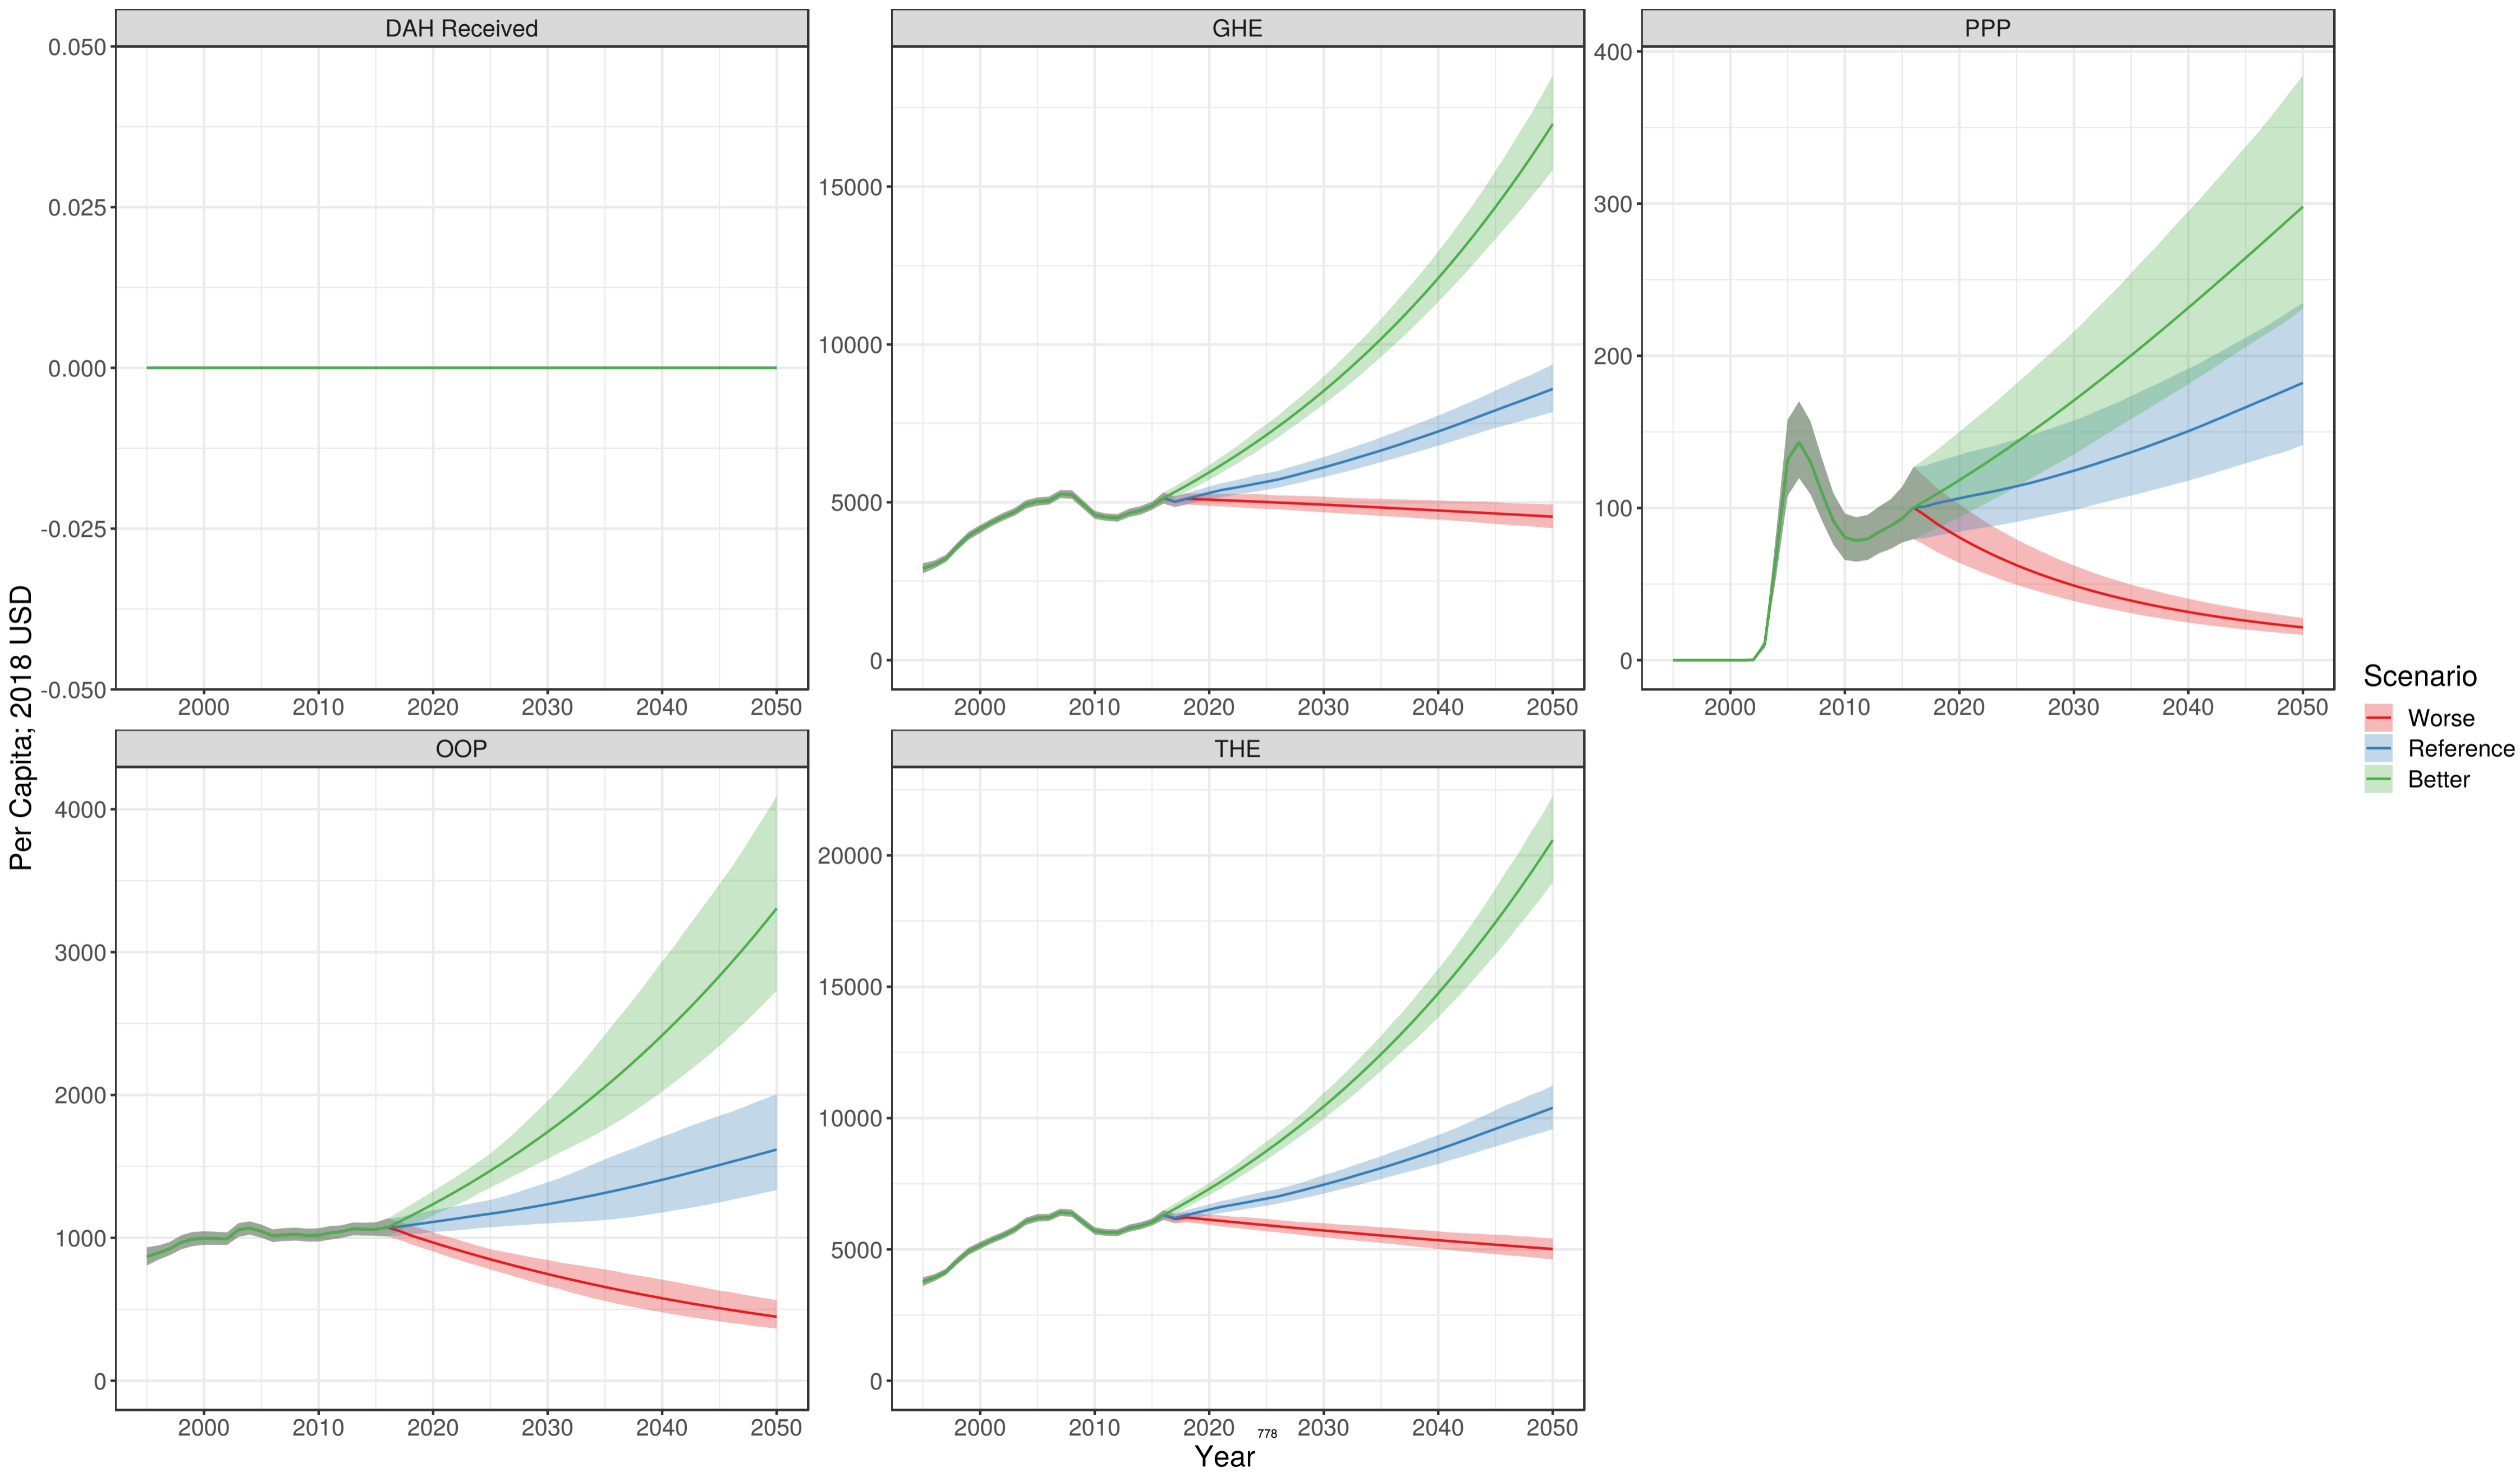 DAH Received
GHE
PPP
0.050
0.025
0.000
-0.025
-0.050
15000
10000
5000
0
400
300
200
100
0
2000 2010 2020 2030 2040 2050
2000 2010 2020 2030 2040 2050
2000 2010 2020 2030 2040 2050
OOP
THE
4000
3000
2000
1000
0
20000
15000
10000
5000
0
2000 2010 2020 2030 2040 2050
2000 2010 2020 2030 2040 2050
778
Year
Per Capita; 2018 USD
Scenario
Worse
Reference
Better